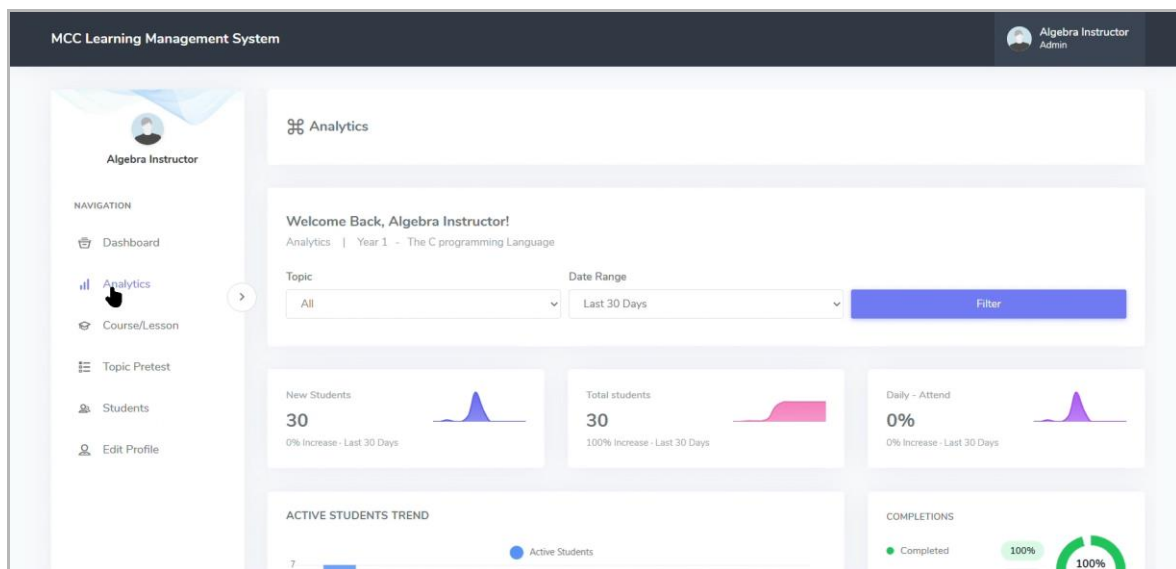 MCC Learning Management System
Algebra Instructor
Admin
Algebra Instructor
NAVIGATION
Dashboard
Analytics
Course/Lesson
Topic Pretest
Students
Edit Profile
Analytics
Welcome Back, Algebra Instructor!
Analytics | Year 1 - The C programming Language
Topic Date Range
All Last 30 Days Filter
New Students
30
0% Increase - Last 30 Days
Total students
30
100% Increase - Last 30 Days
Daily - Attend
0%
0% Increase - Last 30 Days
ACTIVE STUDENTS TREND
Active Students
7
COMPLETIONS
Completed 100%
100%